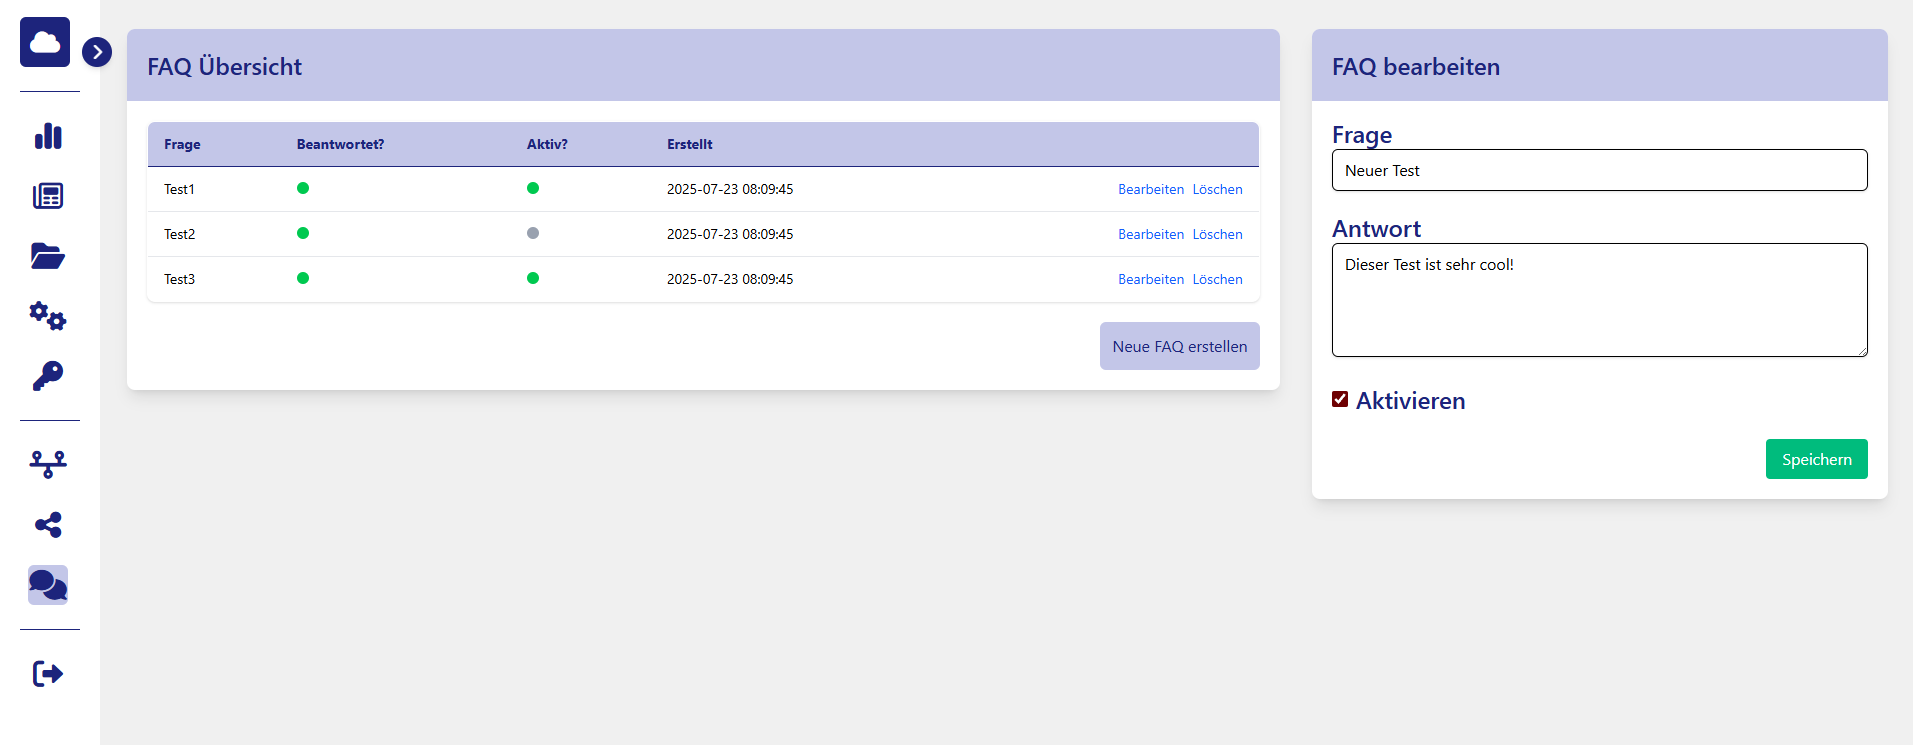 FAQ Übersicht
Frage Beantwortet? Aktiv? Erstellt
Test1 2025-07-23 08:09:45 Bearbeiten Löschen
Test2 2025-07-23 08:09:45 Bearbeiten Löschen
Test3 2025-07-23 08:09:45 Bearbeiten Löschen
Neue FAQ erstellen
FAQ bearbeiten
Frage
Neuer Test
Antwort
Dieser Test ist sehr cool!
Aktivieren
Speichern